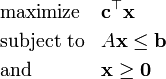 maximize c⊤x
subject to Ax ≤ b
and x ≥ 0